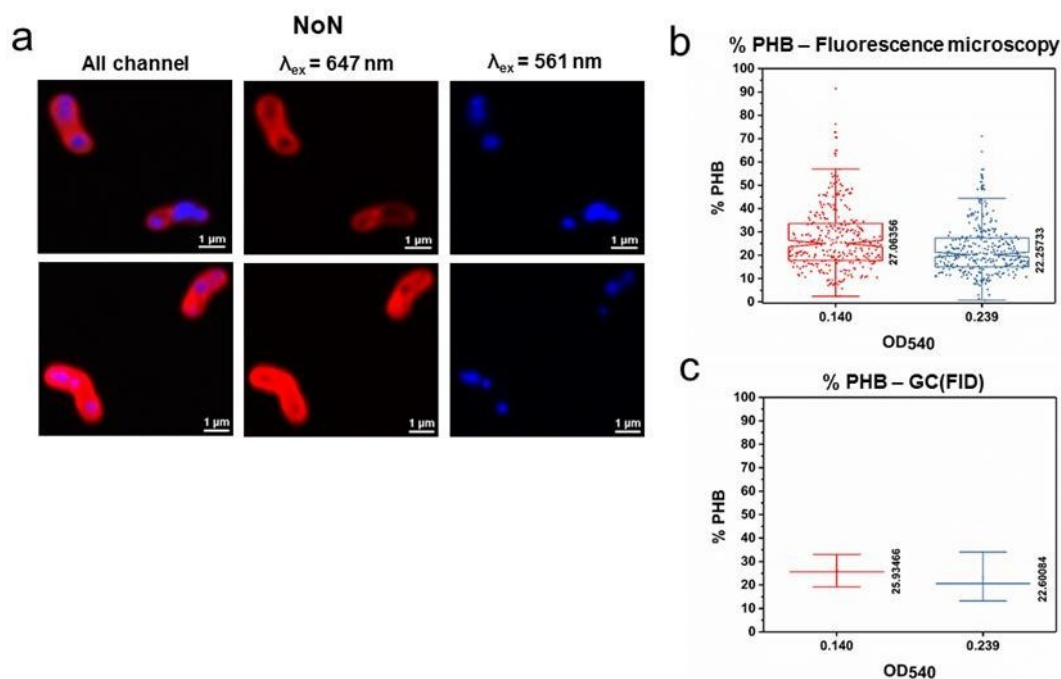 a
NoN
All channel
λex = 647 nm
λex = 561 nm
1 µm
1 µm
1 µm
1 µm
1 µm
1 µm
b
% PHB – Fluorescence microscopy
100
90
80
70
60
50
40
30
20
10
0
% PHB
27.06356
22.25733
0.140
0.239
OD540
c
% PHB – GC(FID)
100
90
80
70
60
50
40
30
20
10
0
% PHB
25.93466
22.60084
0.140
0.239
OD540